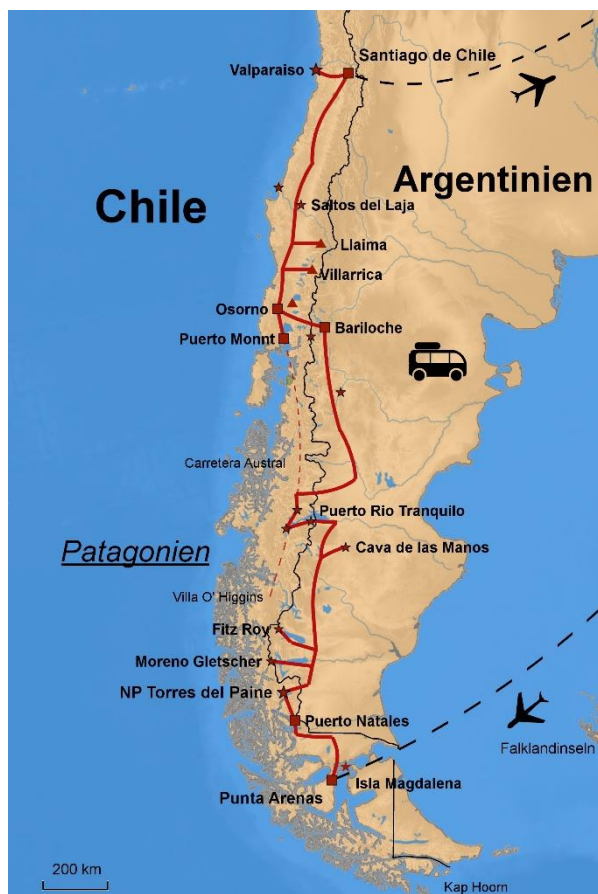 Santiago de Chile
Valparaiso
Argentinien
Chile
Saltos del Laja
Llaima
Villarrica
Osorno
Bariloche
Puerto Monnt
Carretera Austral
Puerto Rio Tranquilo
Patagonien
Cava de las Manos
Villa O' Higgins
Fitz Roy
Moreno Gletscher
NP Torres del Paine
Puerto Natales
Falklandinseln
Isla Magdalena
Punta Arenas
200 km
Kap Hoorn